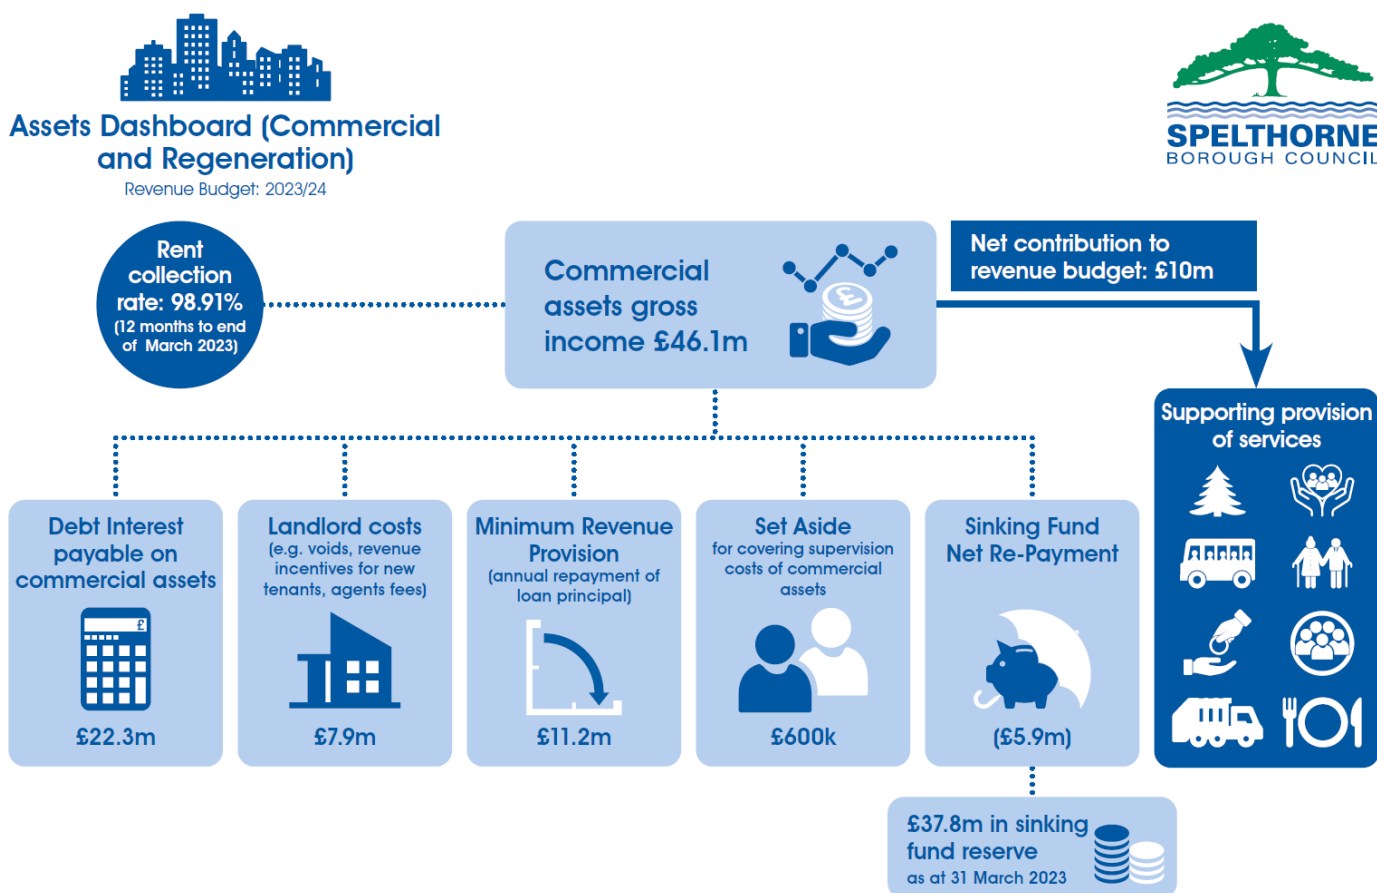 Assets Dashboard (Commercial
and Regeneration)
Revenue Budget: 2023/24
SPELTHORNE
BOROUGH COUNCIL
Rent
collection
rate: 98.91%
(12 months to end
of March 2023)
Commercial
assets gross
income £46.1m
£
Net contribution to
revenue budget: £10m
Supporting provision
of services
Debt Interest
payable on
commercial assets
£
£22.3m
Landlord costs
(e.g. voids, revenue
incentives for new
tenants, agents fees)
£7.9m
Minimum Revenue
Provision
(annual repayment of
loan principal)
£11.2m
Set Aside
for covering supervision
costs of commercial
assets
£600k
Sinking Fund
Net Re-Payment
(£5.9m)
£37.8m in sinking
fund reserve
as at 31 March 2023